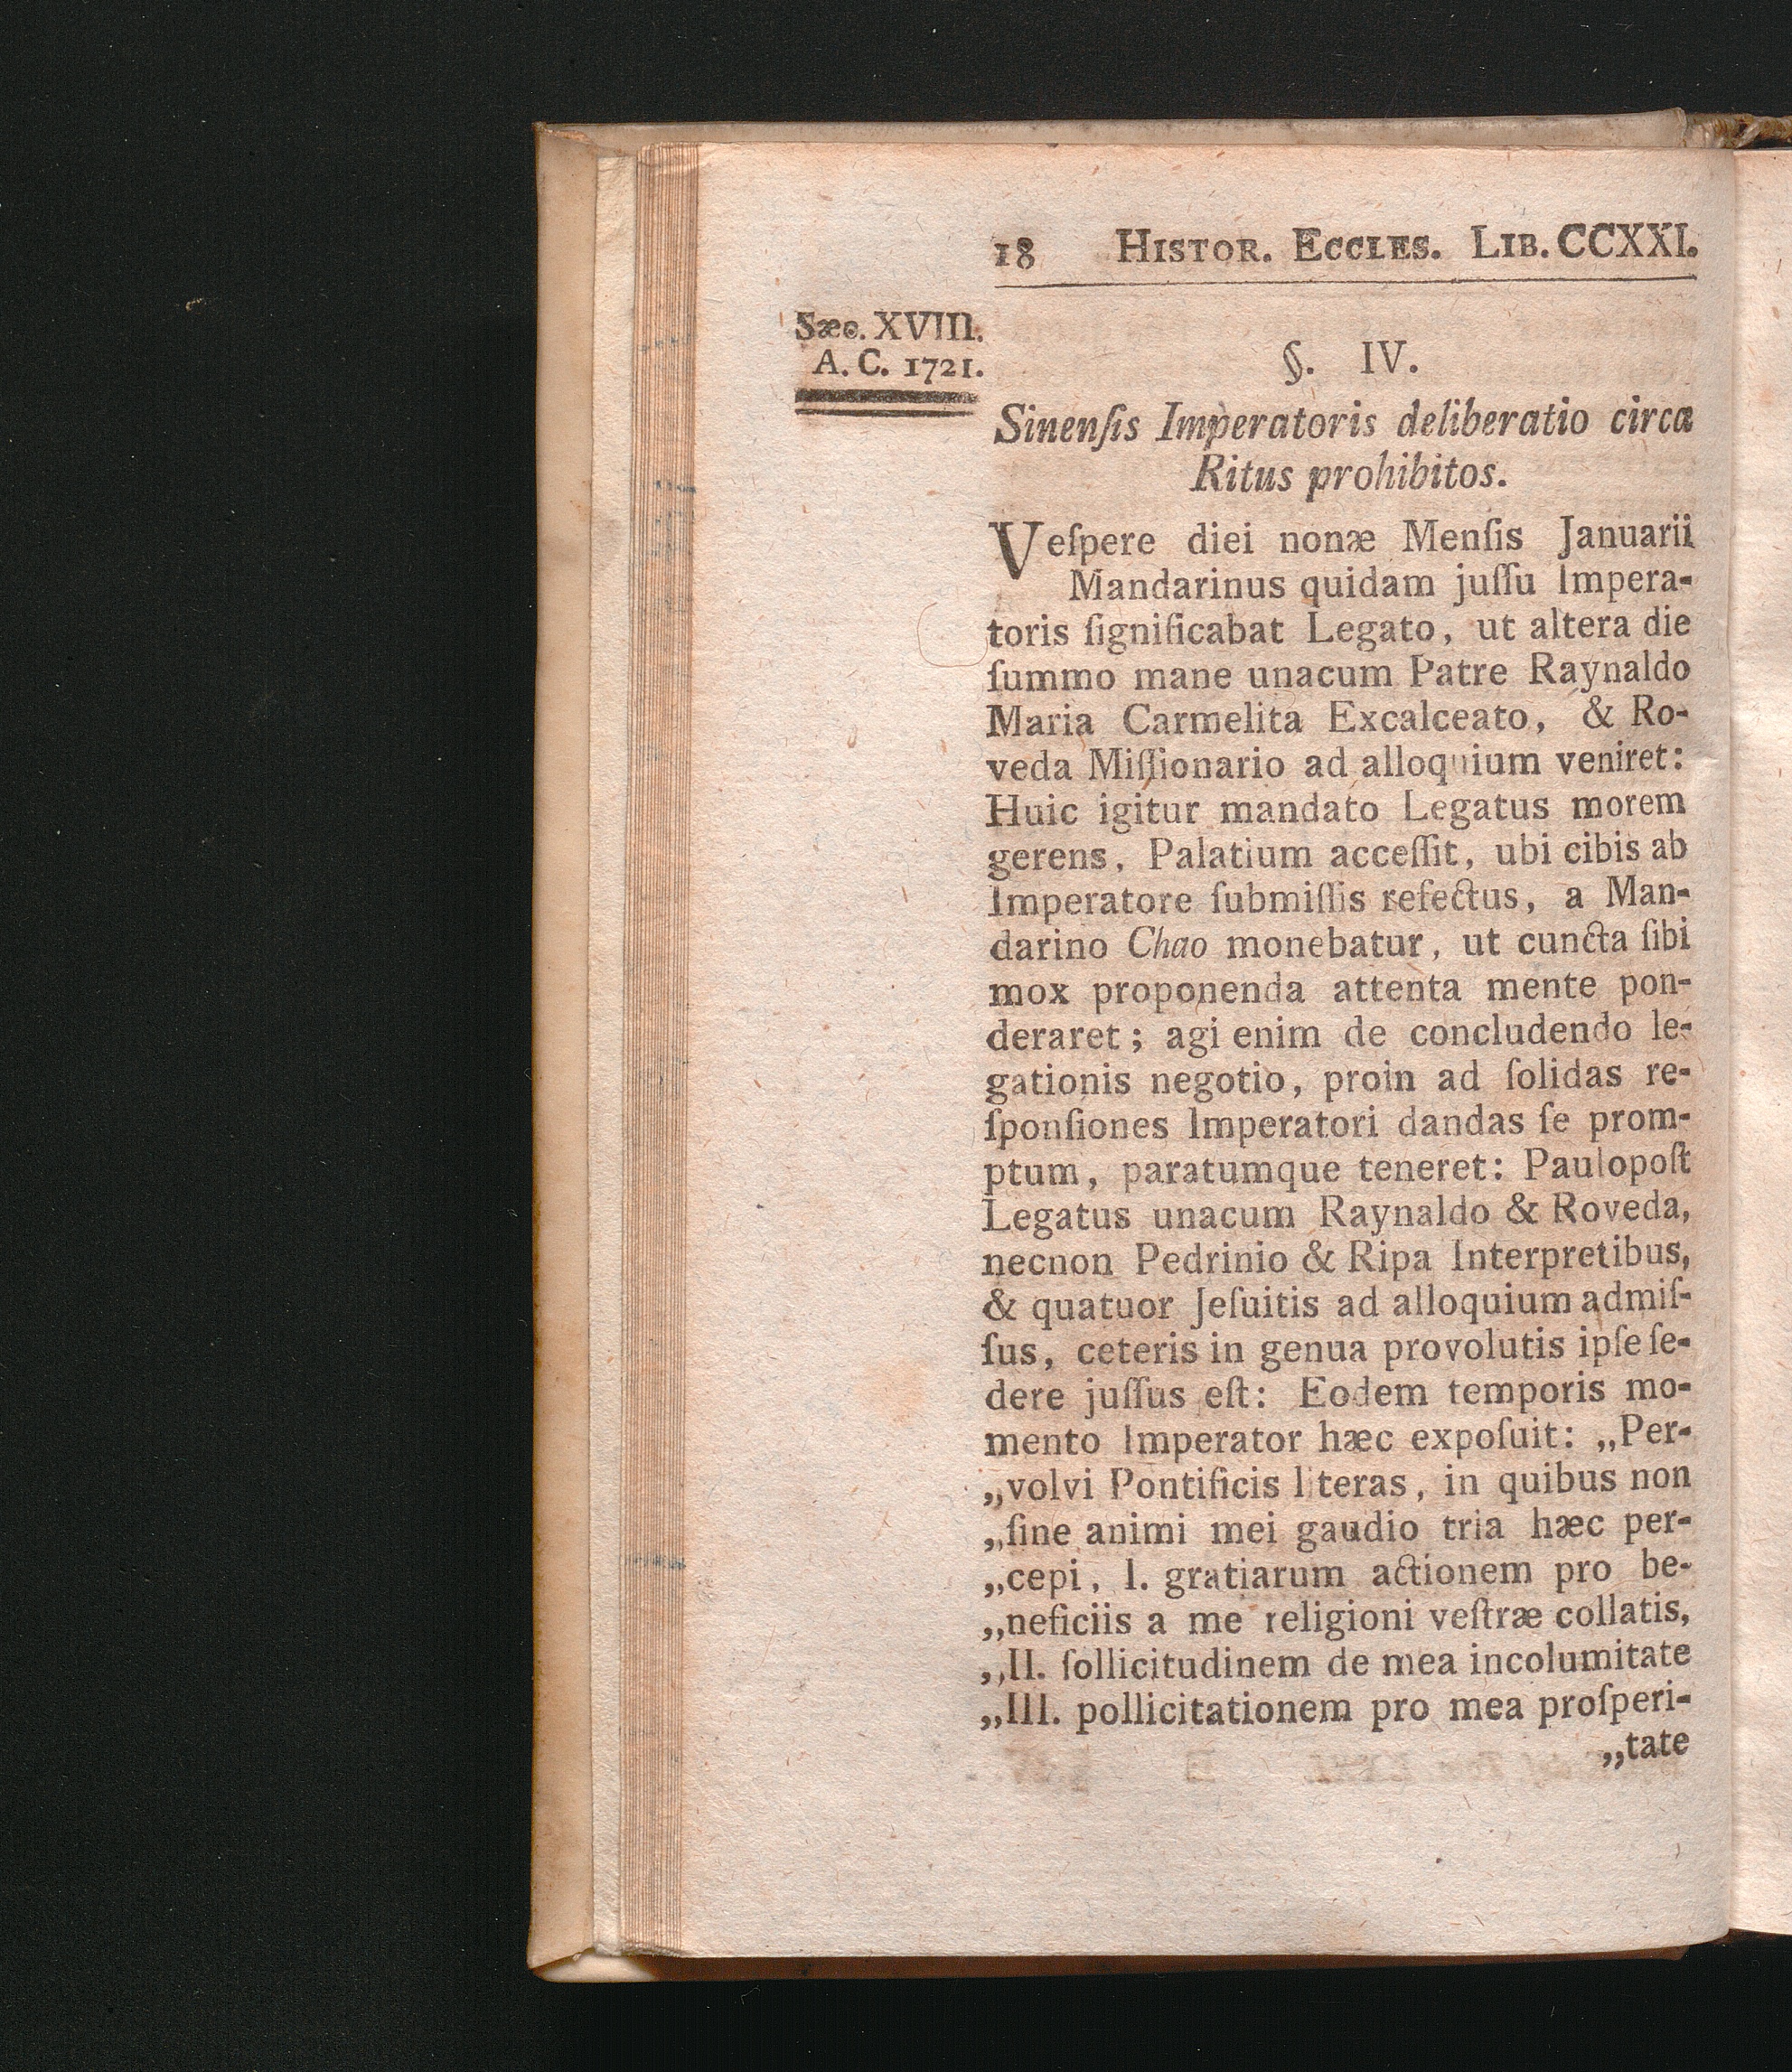 18 HISTOR. ECCLES. LIB. CCXXI.
Sæc. XVIII.
A. C. 1721.
§. IV.
Sinenſis Imperatoris deliberatio circa
Ritus prohibitos.
Veſpere diei nonæ Menſis Januarii
Mandarinus quidam juſſu Impera-
toris ſignificabat Legato, ut altera die
ſummo mane unacum Patre Raynaldo
Maria Carmelita Excalceato, & Ro-
veda Miſſionario ad alloquium veniret:
Huic igitur mandato Legatus morem
gerens, Palatium acceſſit, ubi cibis ab
Imperatore ſubmiſſis refectus, a Man-
darino Chao monebatur, ut cuncta ſibi
mox proponenda attenta mente pon-
deraret; agi enim de concludendo le-
gationis negotio, proin ad ſolidas re-
ſponſiones Imperatori dandas ſe prom-
ptum, paratumque teneret: Paulopoſt
Legatus unacum Raynaldo & Roveda,
necnon Pedrinio & Ripa Interpretibus,
& quatuor Jeſuitis ad alloquium admiſ-
ſus, ceteris in genua provolutis ipſe ſe-
dere juſſus eſt: Eodem temporis mo-
mento Imperator hæc expoſuit: „Per-
„volvi Pontificis literas, in quibus non
„ſine animi mei gaudio tria hæc per-
„cepi, I. gratiarum actionem pro be-
„neficiis a me religioni veſtræ collatis,
„II. ſollicitudinem de mea incolumitate
„III. pollicitationem pro mea proſperi-
„tate